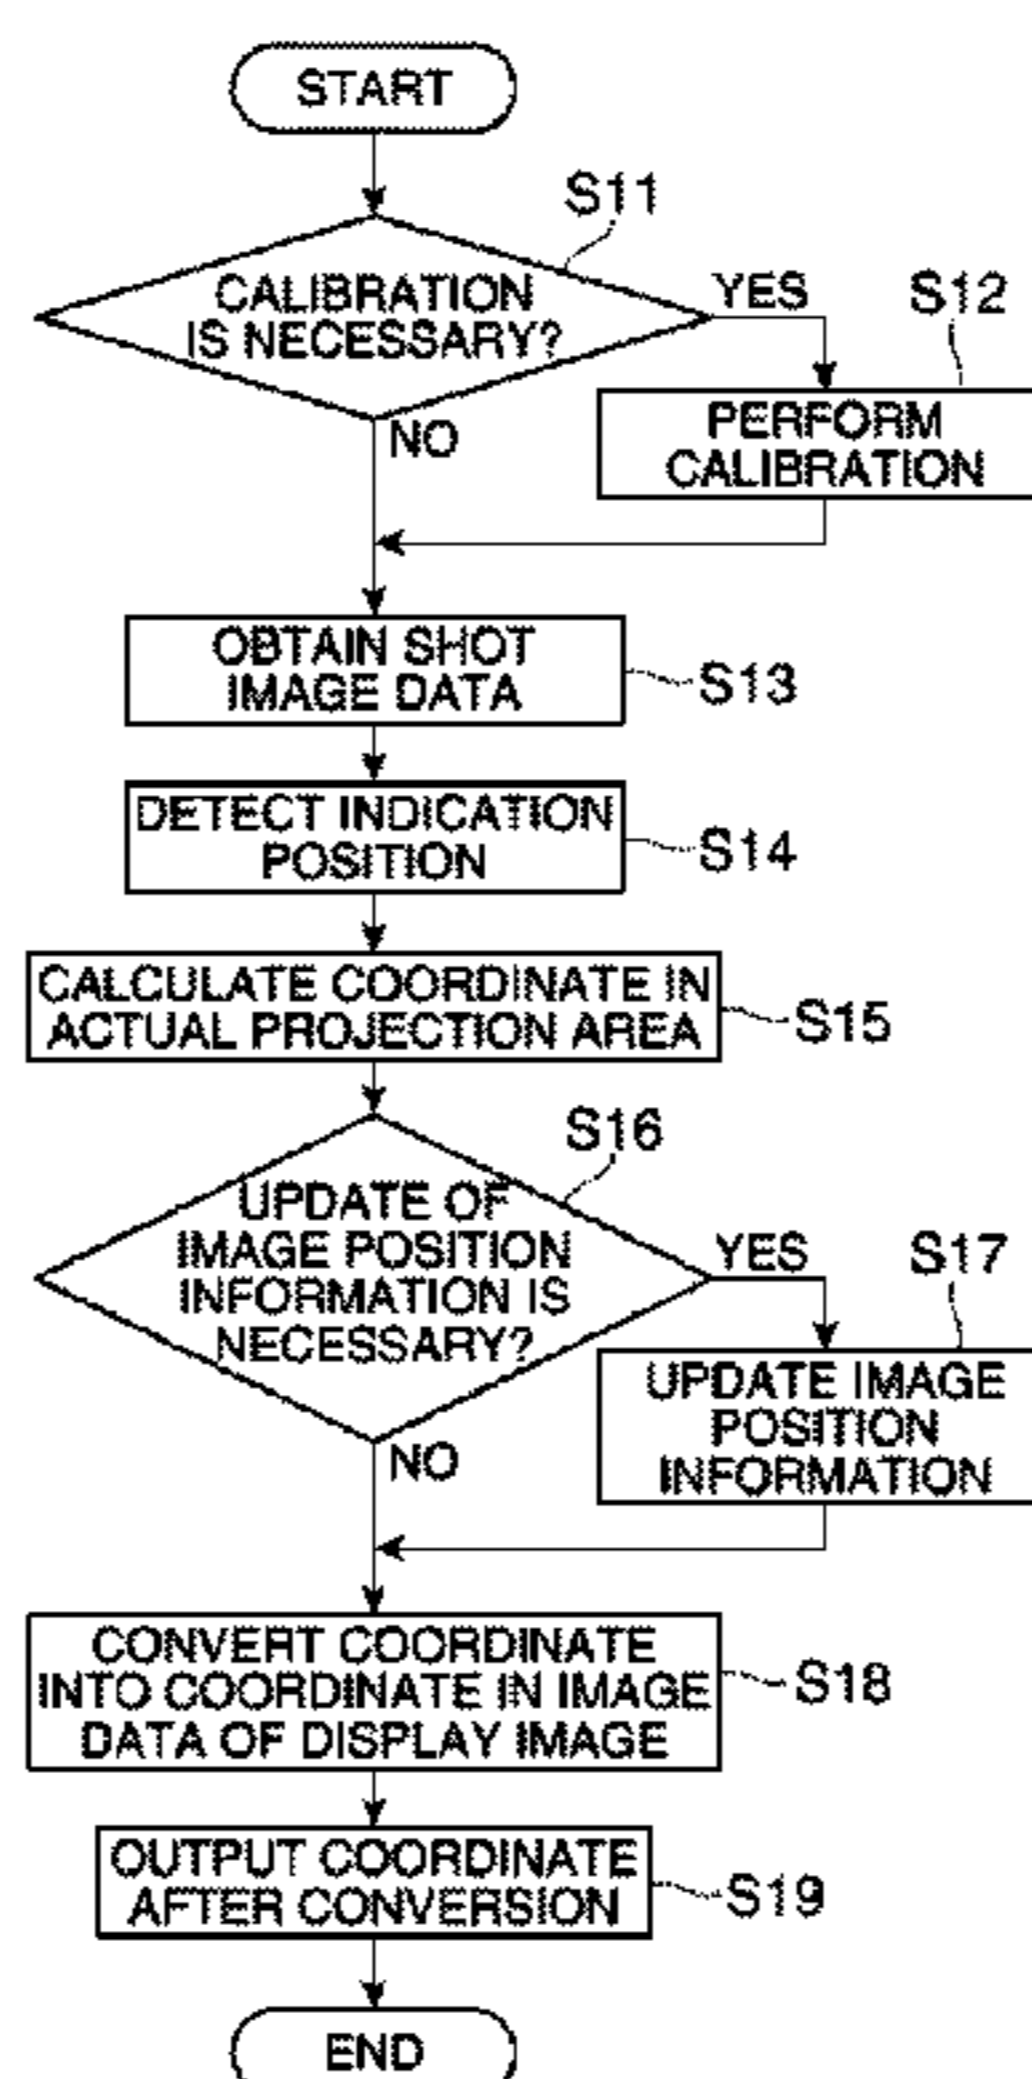 START
S11
CALIBRATION
IS NECESSARY?
YES
S12
PERFORM
CALIBRATION
NO
OBTAIN SHOT
IMAGE DATA
S13
DETECT INDICATION
POSITION
S14
CALCULATE COORDINATE IN
ACTUAL PROJECTION AREA
S15
S16
UPDATE OF
IMAGE POSITION
INFORMATION IS
NECESSARY?
YES
S17
UPDATE IMAGE
POSITION
INFORMATION
NO
CONVERT COORDINATE
INTO COORDINATE IN IMAGE
DATA OF DISPLAY IMAGE
S18
OUTPUT COORDINATE
AFTER CONVERSION
S19
END